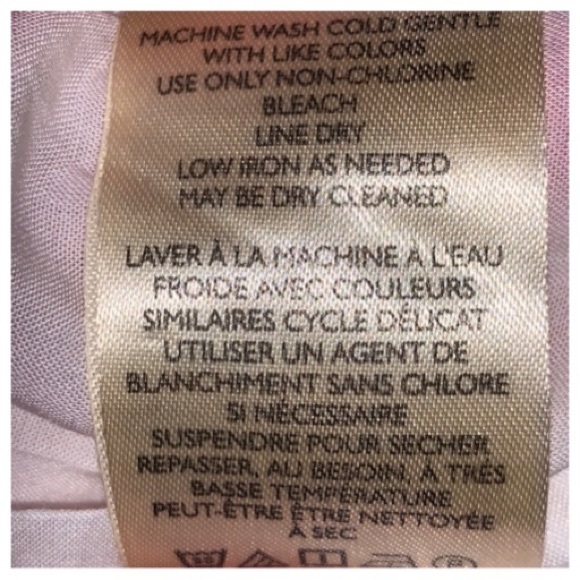 MACHINE WASH COLD GENTLE
WITH LIKE COLORS
USE ONLY NON-CHLORINE
BLEACH
LINE DRY
LOW IRON AS NEEDED
MAY BE DRY CLEANED
LAVER À LA MACHINE A L'EAU
FROIDE AVEC COULEURS
SIMILAIRES CYCLE DÉLICAT
UTILISER UN AGENT DE
BLANCHIMENT SANS CHLORE
SI NÉCESSAIRE
SUSPENDRE POUR SECHER
REPASSER, AU BESOIN, À TRÈS
BASSE TEMPÉRATURE
PEUT-ÊTRE ÊTRE NETTOYÉE
À SEC